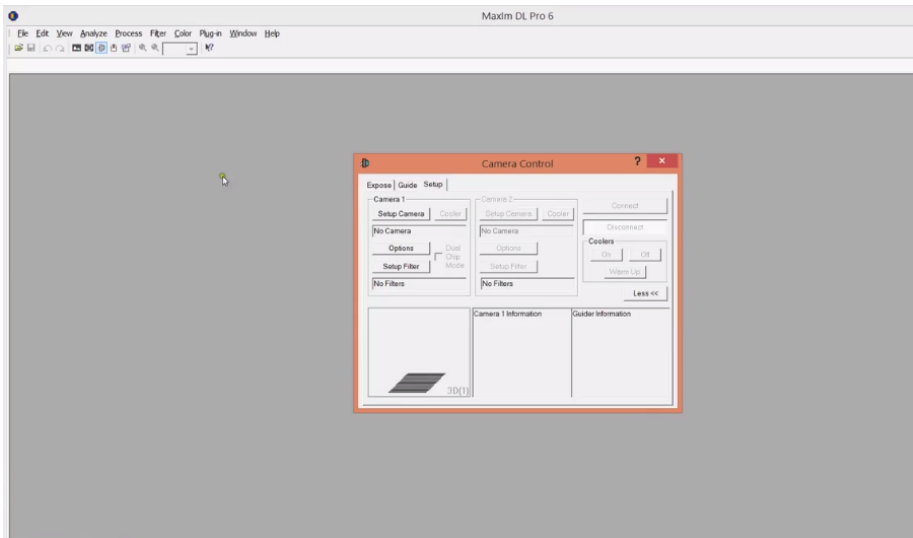 MaxIm DL Pro 6
File Edit View Analyze Process Filter Color Plug-in Window Help
Camera Control
Expose Guide Setup
Camera 1
Setup Camera Cooler
No Camera
Options
Dual Chip Mode
Setup Filter
No Filters
Camera 2
Setup Camera Cooler
No Camera
Options
Setup Filter
No Filters
Connect
Disconnect
Coolers
On Off
Warm Up
Less <<
Camera 1 Information
Guider Information